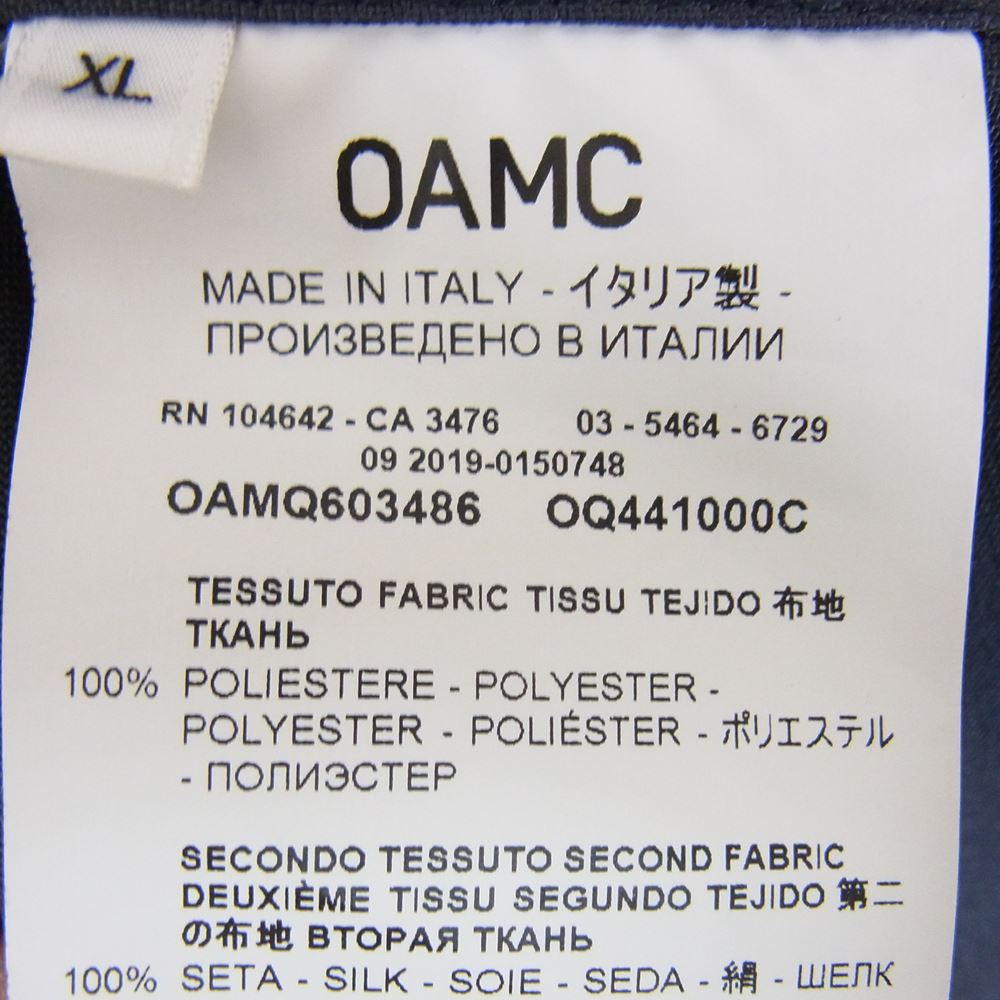 XL
OAMC
MADE IN ITALY - イタリア製 -
ПРОИЗВЕДЕНО В ИТАЛИИ
RN 104642 - CA 3476 03 - 5464 - 6729
09 2019-0150748
OAMQ603486 OQ441000C
TESSUTO FABRIC TISSU TEJIDO 布地
ТКАНЬ
100% POLIESTERE - POLYESTER -
POLYESTER - POLIÉSTER - ポリエステル
- ПОЛИЭСТЕР
SECONDO TESSUTO SECOND FABRIC
DEUXIÈME TISSU SEGUNDO TEJIDO 第二
の布地 ВТОРАЯ ТКАНЬ
100% SETA - SILK - SOIE - SEDA - 絹 - ШЕЛК